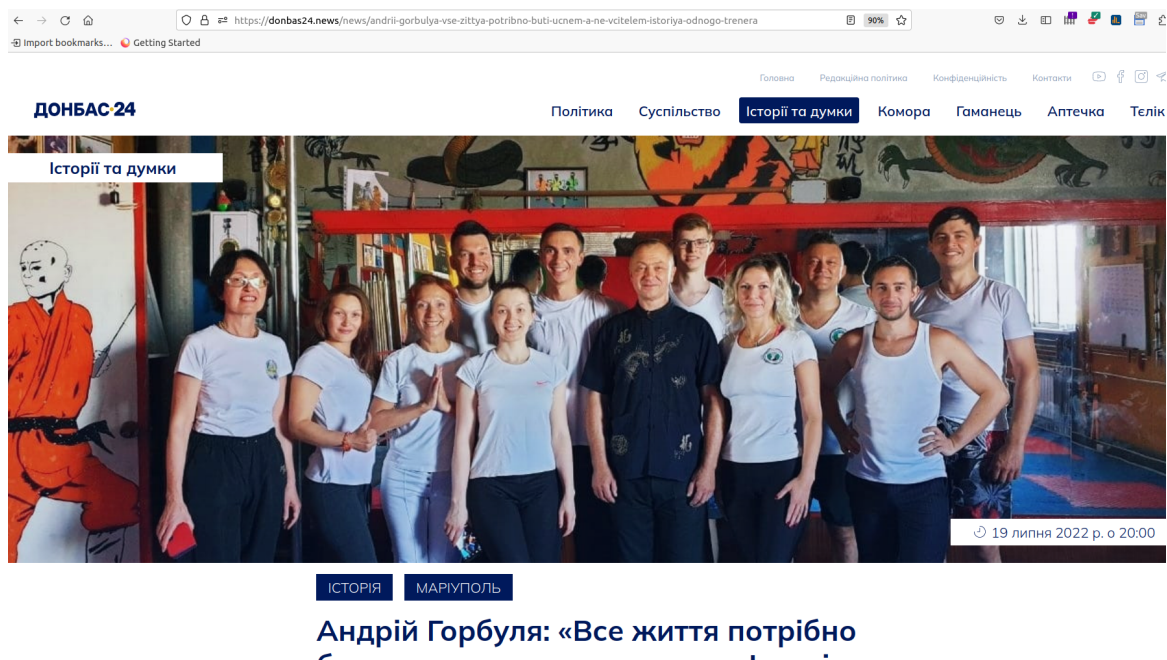 https://donbas24.news/news/andrii-gorbulya-vse-zittya-potribno-buti-ucnem-a-ne-vcitelem-istoriya-odnogo-trenera
90%
Import bookmarks... Getting Started
Головна Редакційна політика Конфіденційність Контакти
ДОНБАС 24
Політика Суспільство Історії та думки Комора Гаманець Аптечка Телік
Історії та думки
19 липня 2022 р. о 20:00
ІСТОРІЯ МАРІУПОЛЬ
Андрій Горбуля: «Все життя потрібно